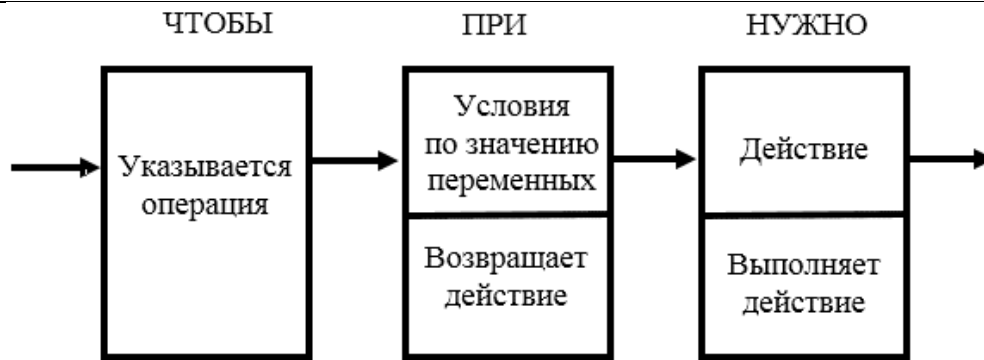 ЧТОБЫ
ПРИ
НУЖНО
Указывается
операция
Условия
по значению
переменных
Возвращает
действие
Действие
Выполняет
действие